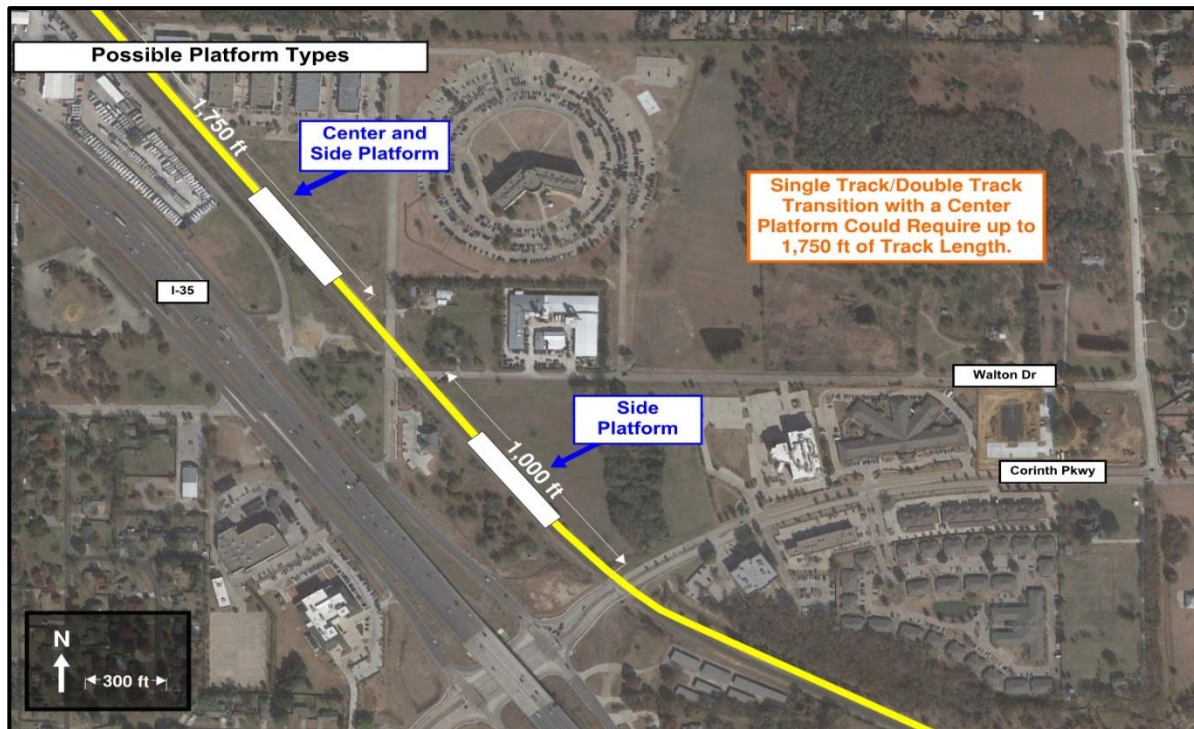 Possible Platform Types
1,750 ft
Center and
Side Platform
Single Track/Double Track
Transition with a Center
Platform Could Require up to
1,750 ft of Track Length.
I-35
Walton Dr
Side
Platform
1,000 ft
Corinth Pkwy
N
300 ft